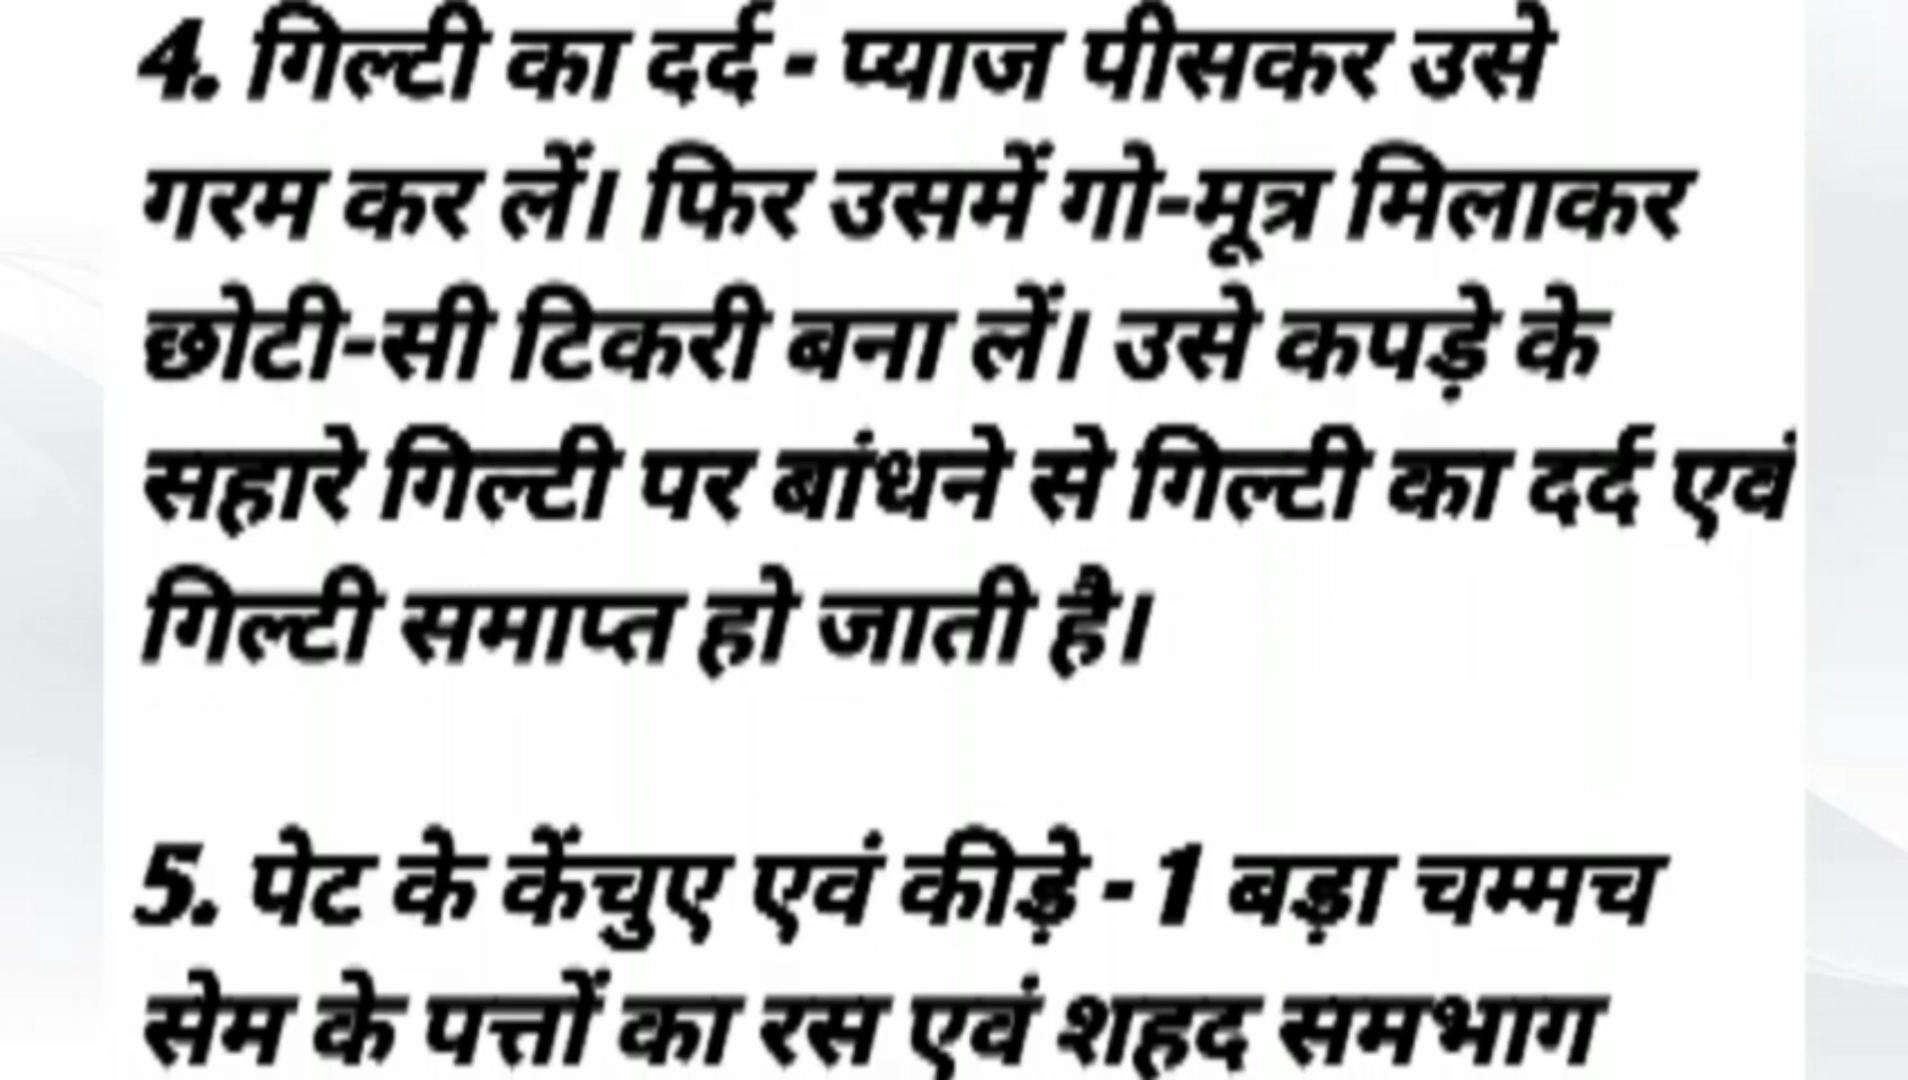 4. गिल्टी का दर्द - प्याज पीसकर उसे
गरम कर लें। फिर उसमें गो-मूत्र मिलाकर
छोटी-सी टिकरी बना लें। उसे कपड़े के
सहारे गिल्टी पर बांधने से गिल्टी का दर्द एवं
गिल्टी समाप्त हो जाती है।
5. पेट के केंचुए एवं कीड़े - 1 बड़ा चम्मच
सेम के पत्तों का रस एवं शहद समभाग